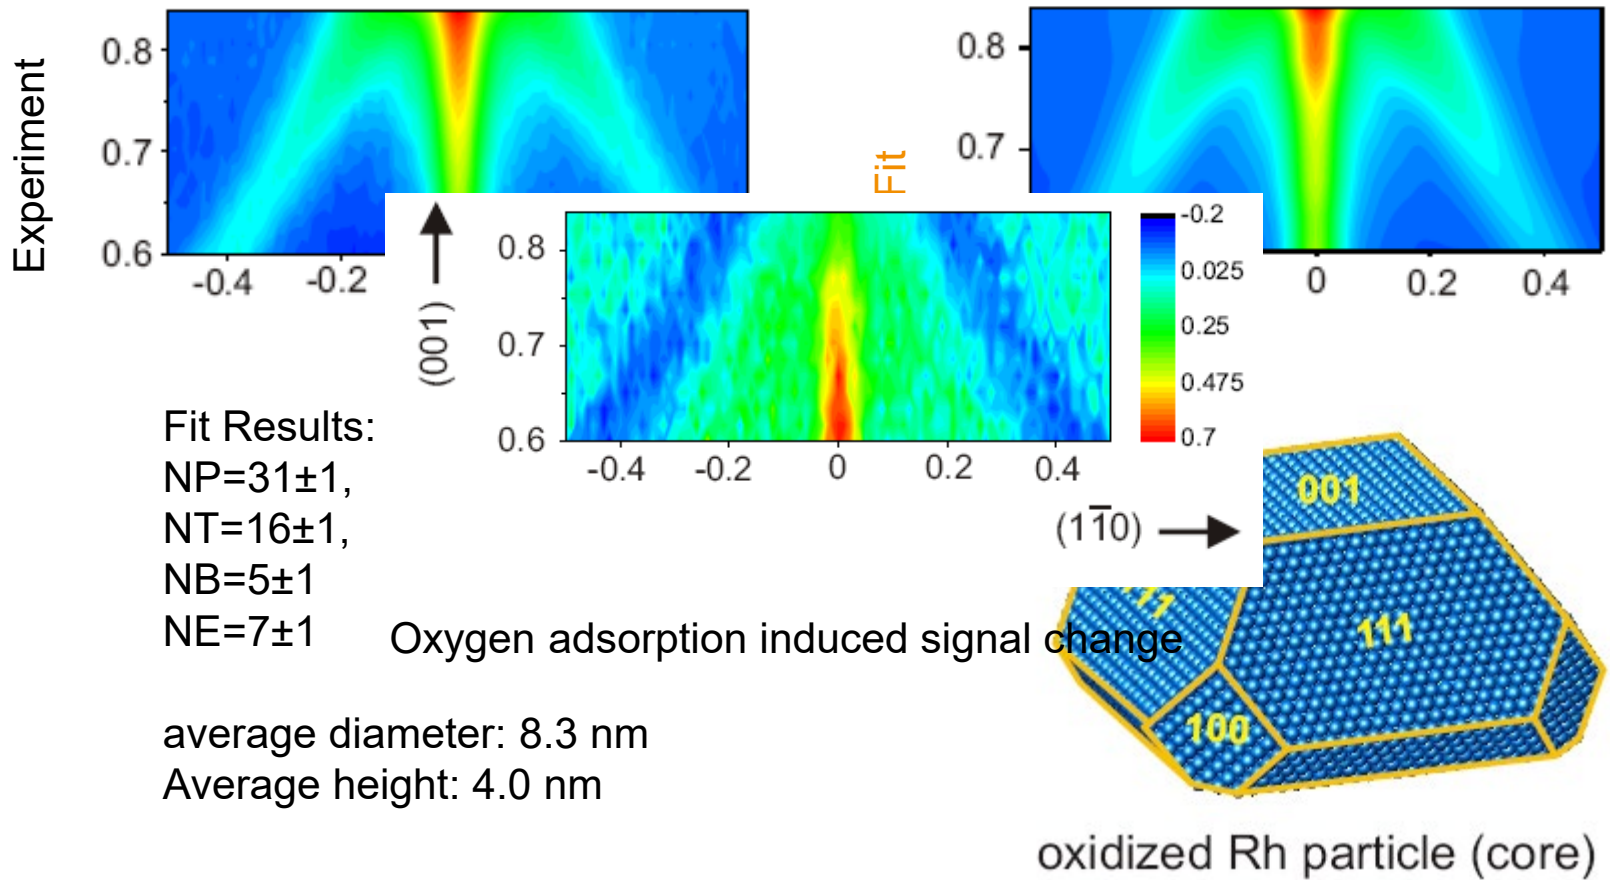 Experiment
0.8
0.7
0.6
-0.4 -0.2
Fit
0.8
0.7
0 0.2 0.4
(001)
0.8
0.7
0.6
-0.4 -0.2 0 0.2 0.4
-0.2
0.025
0.25
0.475
0.7
(11̅0)
Fit Results:
NP=31±1,
NT=16±1,
NB=5±1
NE=7±1
Oxygen adsorption induced signal change
average diameter: 8.3 nm
Average height: 4.0 nm
001
111
111
100
oxidized Rh particle (core)